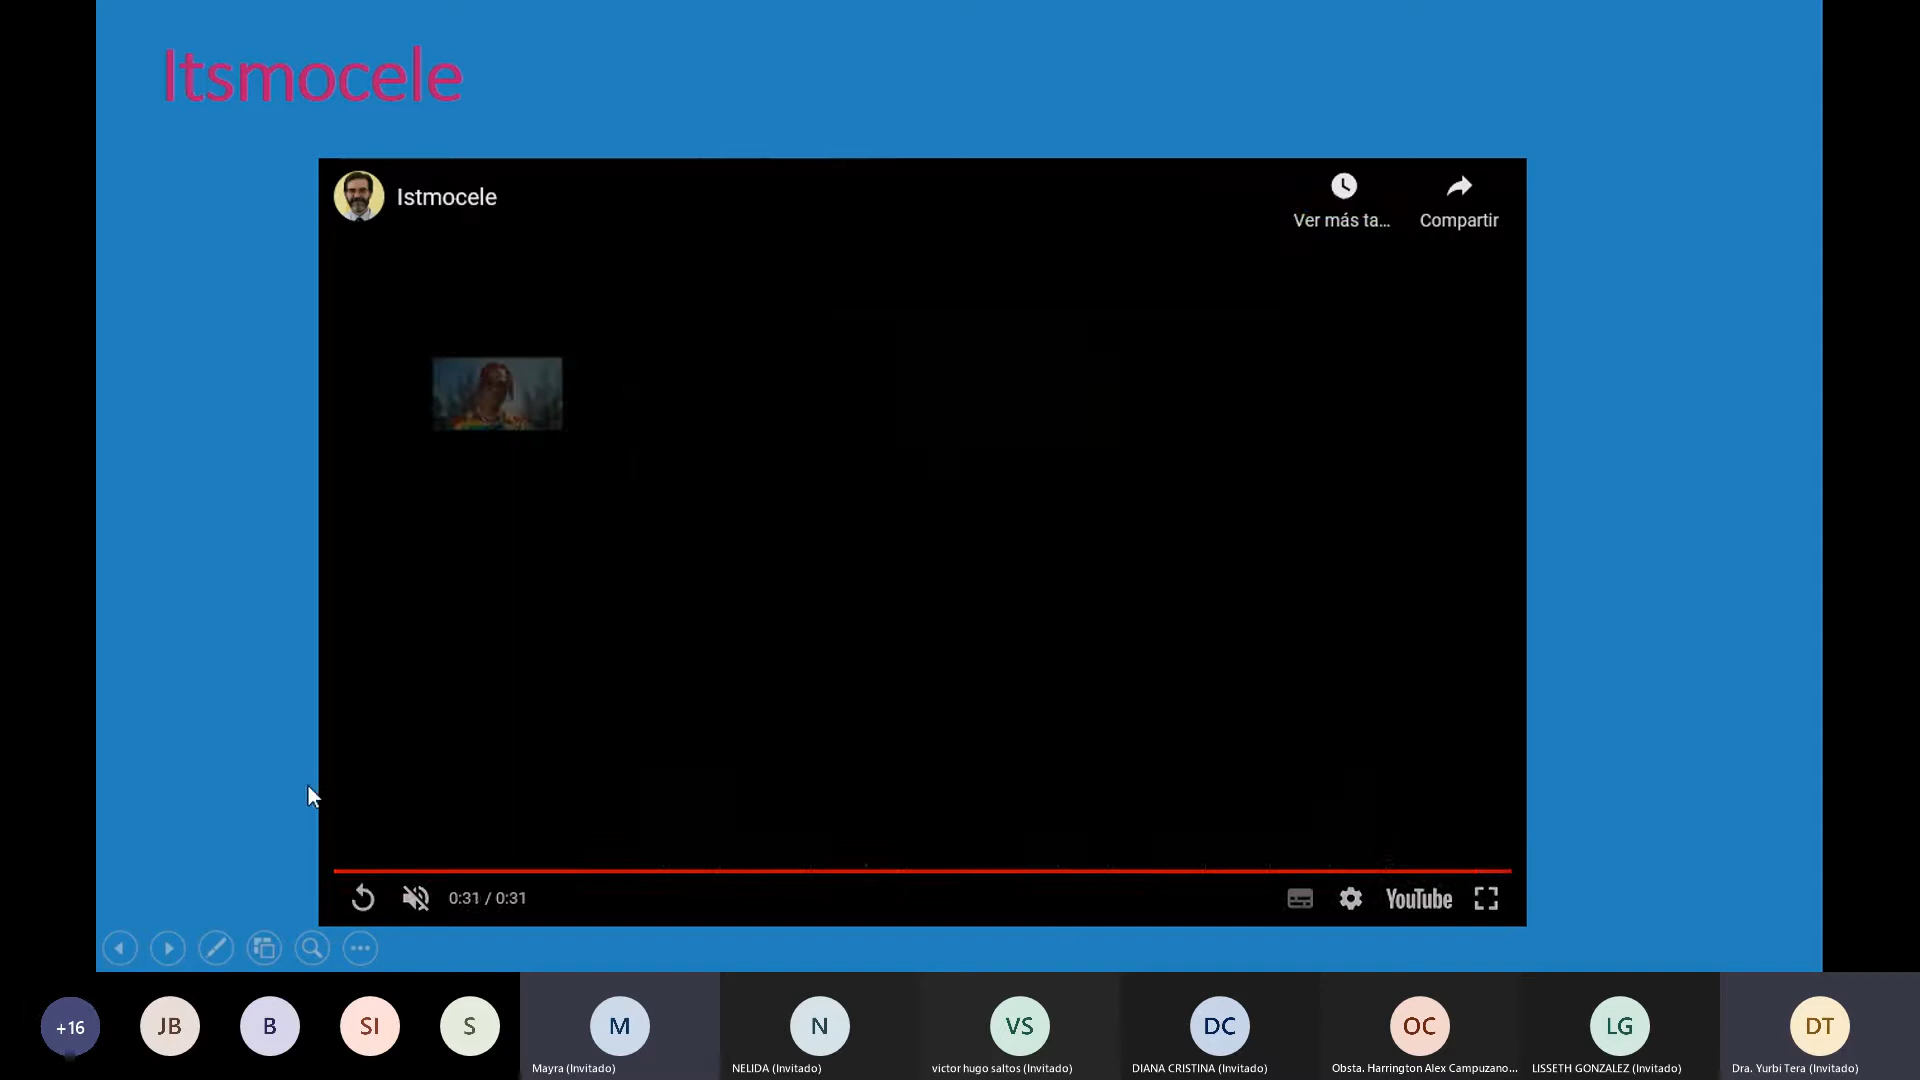 Itsmocele
Istmocele
Ver más ta...
Compartir
0:31 / 0:31
YouTube
+16
JB
B
SI
S
M
N
VS
DC
OC
LG
DT
Mayra (Invitado)
NELIDA (Invitado)
victor hugo saltos (Invitado)
DIANA CRISTINA (Invitado)
Obsta. Harrington Alex Campuzano...
LISSETH GONZALEZ (Invitado)
Dra. Yurbi Tera (Invitado)